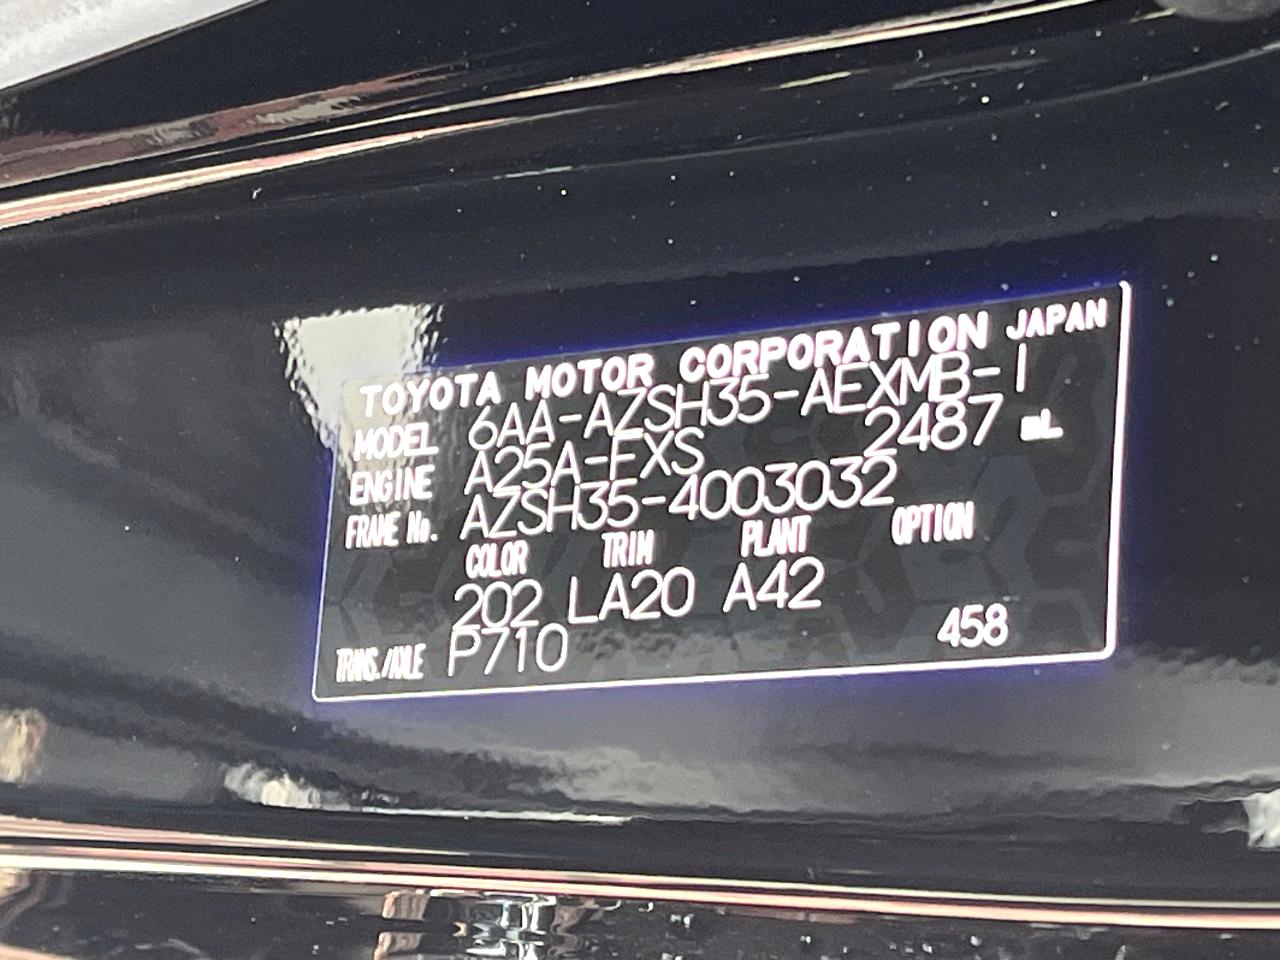 TOYOTA MOTOR CORPORATION JAPAN
MODEL 6AA-AZSH35-AEXMB-I
ENGINE A25A-FXS 2487 mL
FRAME No. AZSH35-4003032
COLOR TRIM PLANT OPTION
202 LA20 A42
TRANS./AXLE P710 458